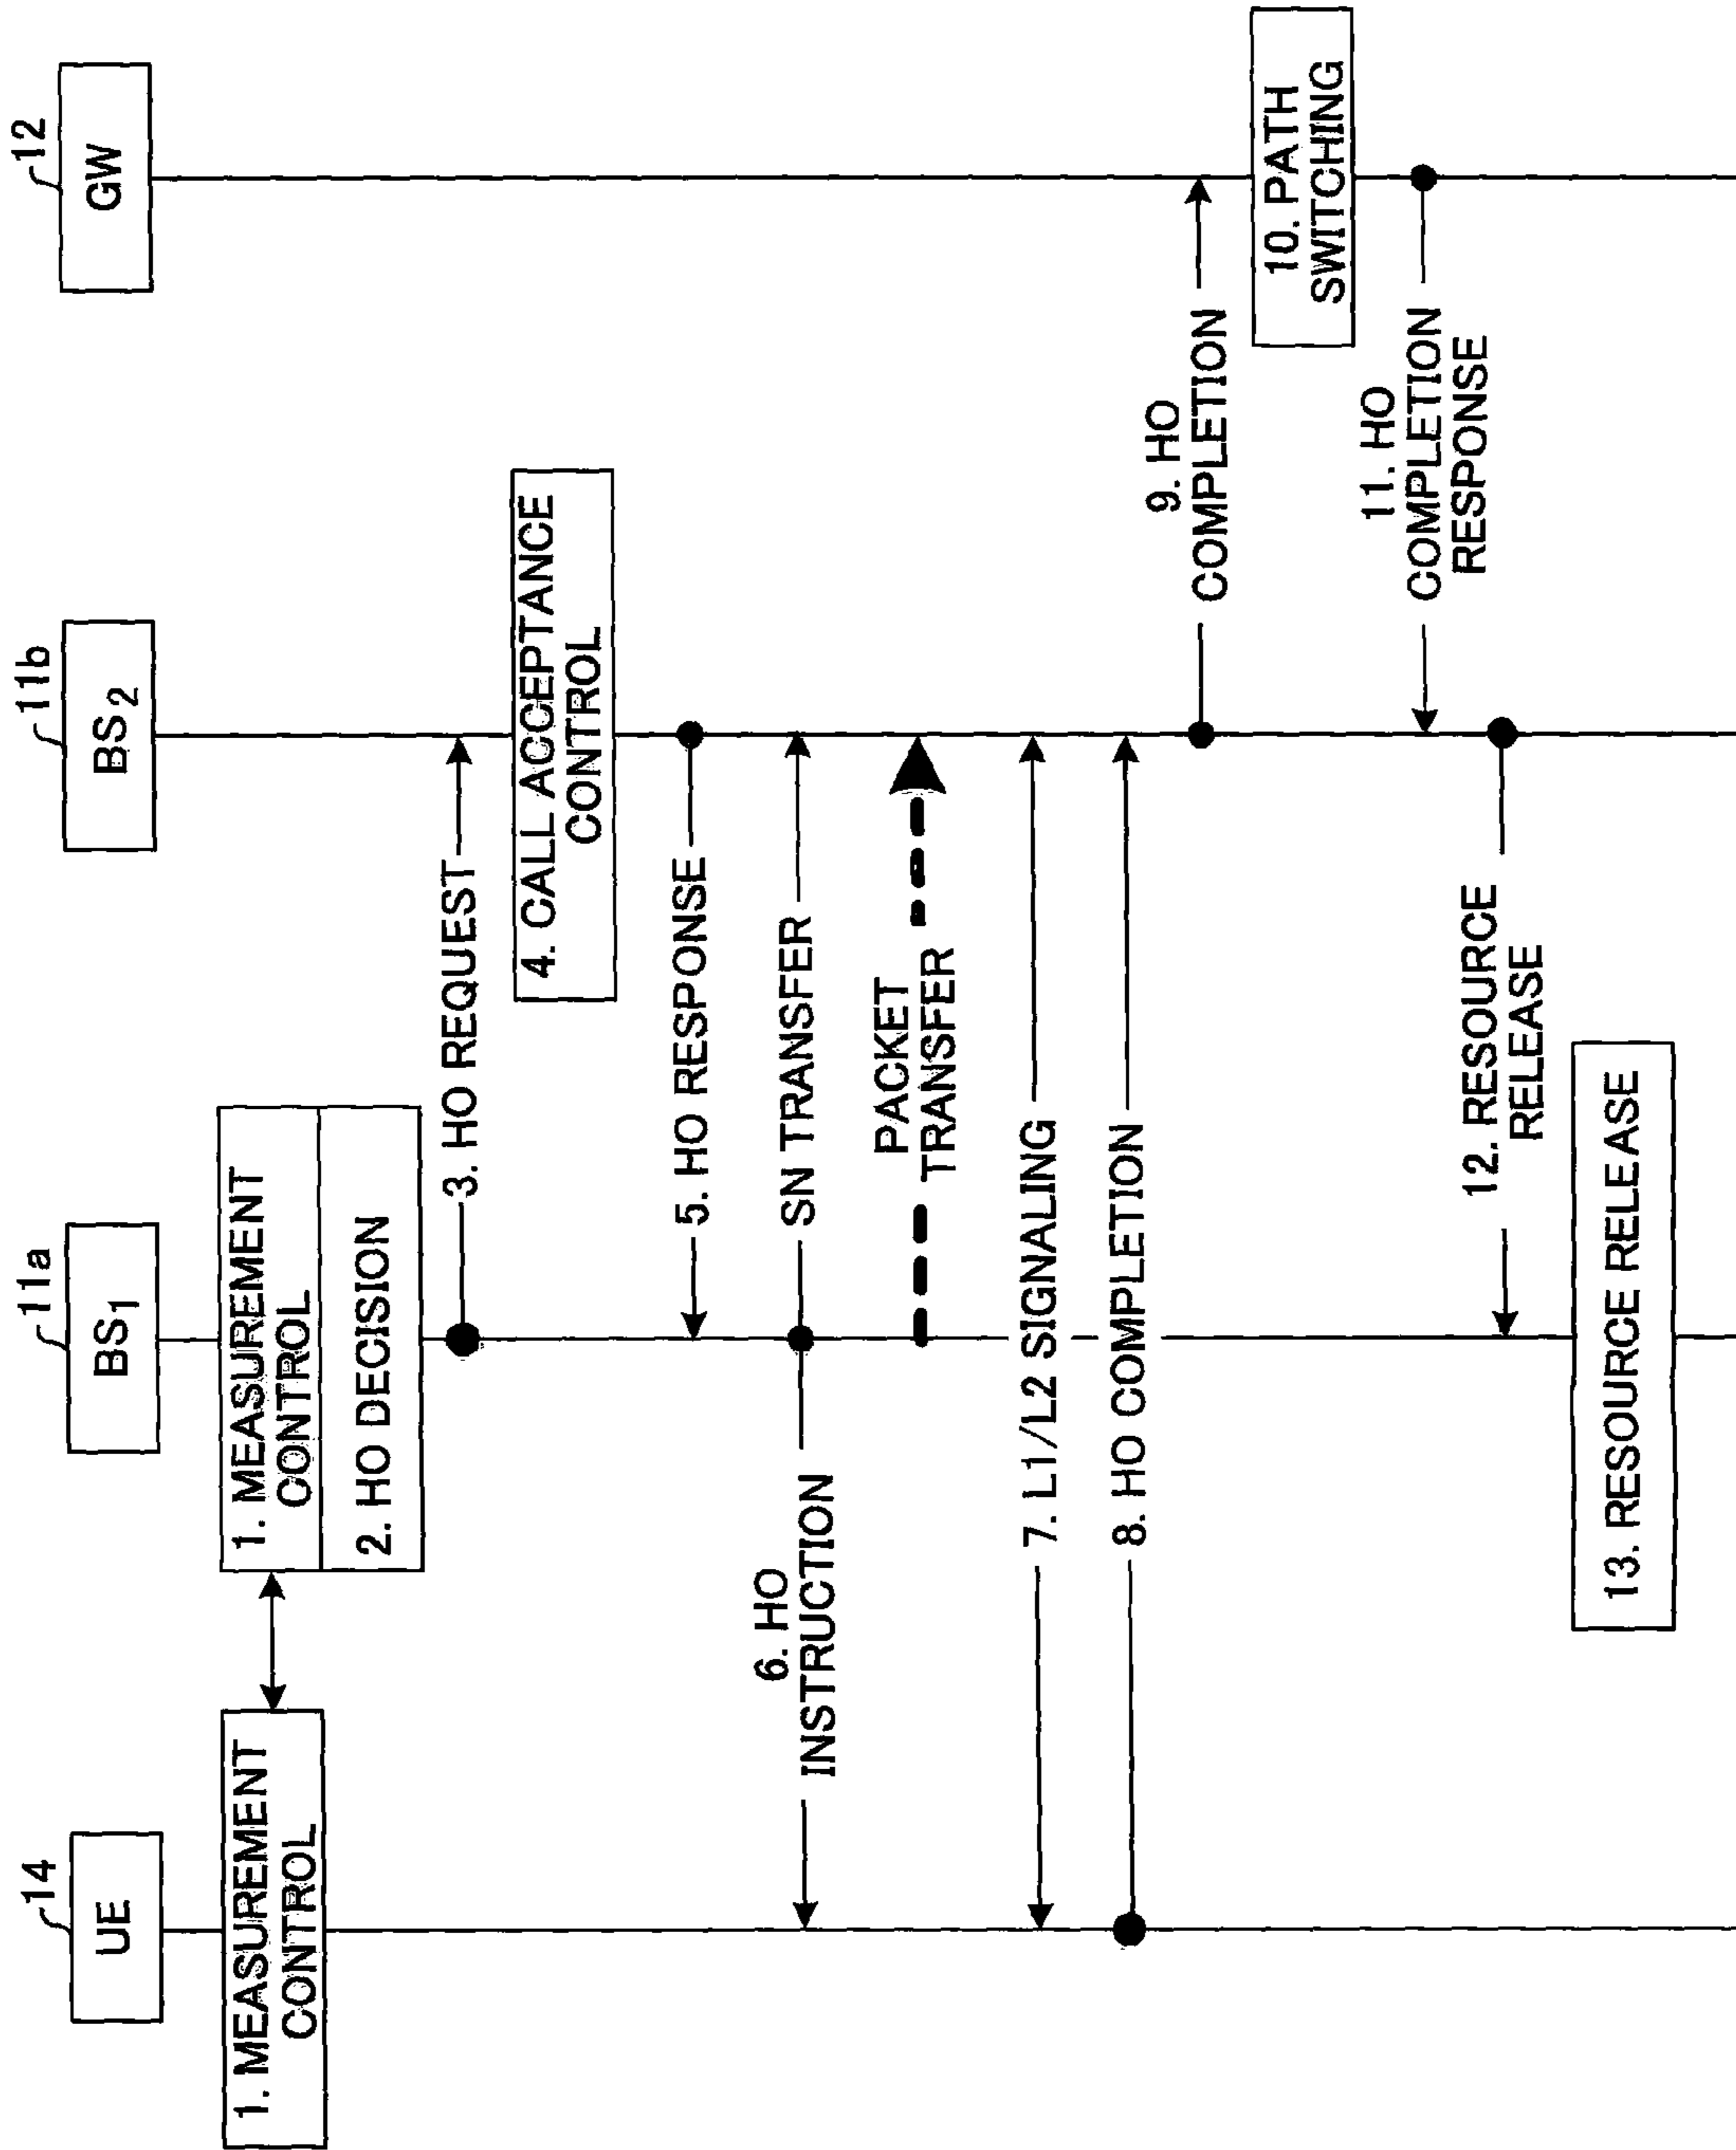 14
UE
11a
BS1
11b
BS2
12
GW
1. MEASUREMENT
CONTROL
1. MEASUREMENT
CONTROL
2. HO DECISION
3. HO REQUEST
4. CALL ACCEPTANCE
CONTROL
5. HO RESPONSE
6. HO
INSTRUCTION
SN TRANSFER
PACKET
TRANSFER
7. L1/L2 SIGNALING
8. HO COMPLETION
9. HO
COMPLETION
10. PATH
SWITCHING
11. HO
COMPLETION
RESPONSE
12. RESOURCE
RELEASE
13. RESOURCE RELEASE